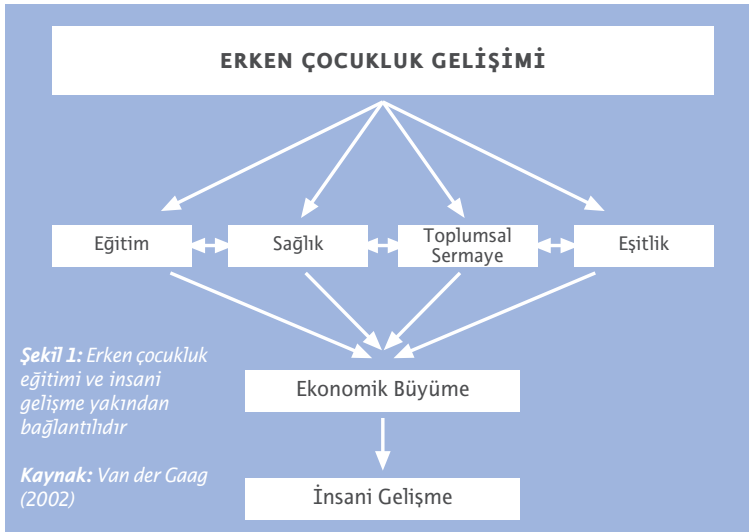 ERKEN ÇOCUKLUK GELİŞİMİ
Eğitim
Sağlık
Toplumsal
Sermaye
Eşitlik
Şekil 1: Erken çocukluk
eğitimi ve insani
gelişme yakından
bağlantılıdır
Kaynak: Van der Gaag
(2002)
Ekonomik Büyüme
İnsani Gelişme